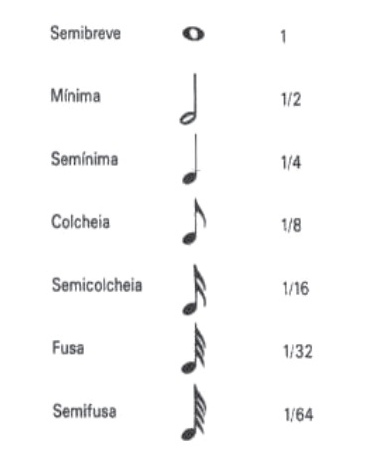 Semibreve 1
Mínima 1/2
Semínima 1/4
Colcheia 1/8
Semicolcheia 1/16
Fusa 1/32
Semifusa 1/64